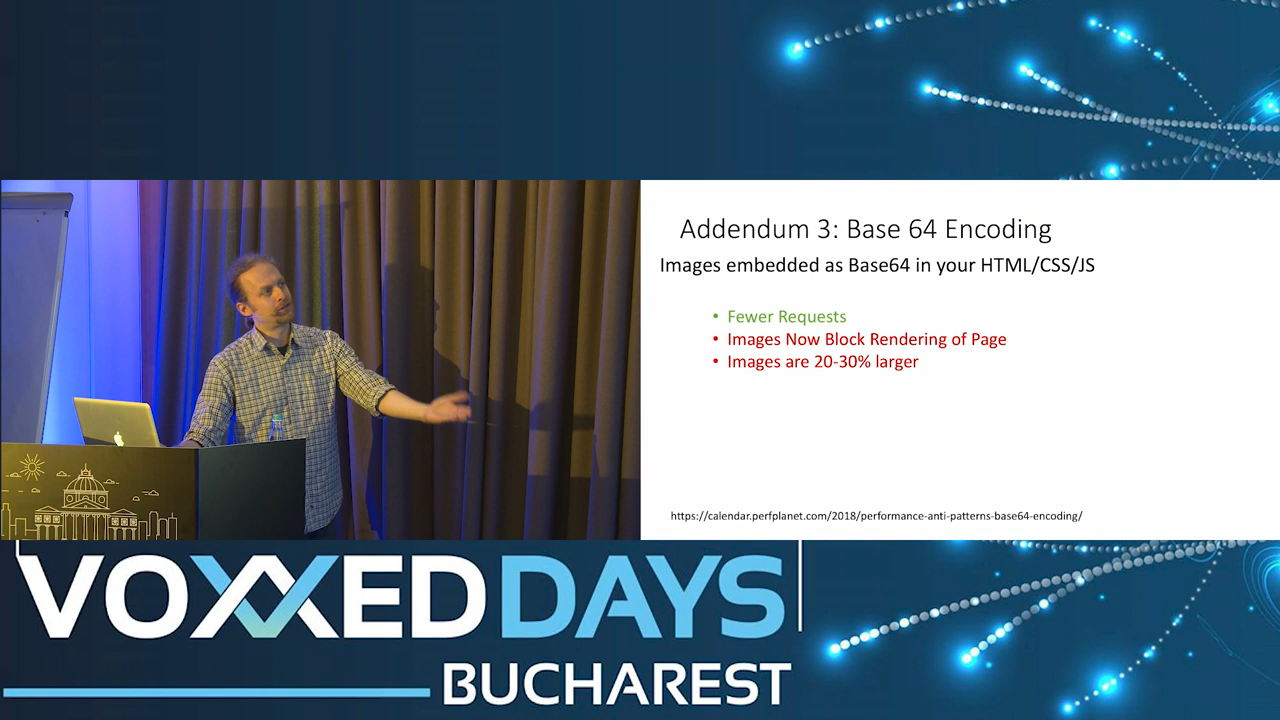 Addendum 3: Base 64 Encoding
Images embedded as Base64 in your HTML/CSS/JS
• Fewer Requests
• Images Now Block Rendering of Page
• Images are 20-30% larger
https://calendar.perfplanet.com/2018/performance-anti-patterns-base64-encoding/
VOXXED DAYS
BUCHAREST